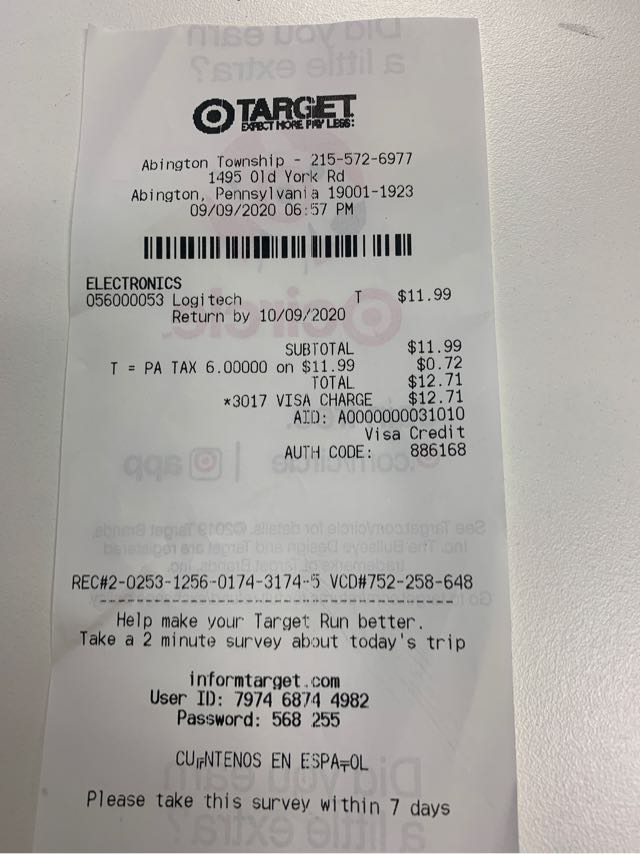 TARGET
EXPECT MORE PAY LESS:
Abington Township - 215-572-6977
1495 Old York Rd
Abington, Pennsylvania 19001-1923
09/09/2020 06:57 PM
ELECTRONICS
056000053 Logitech T $11.99
Return by 10/09/2020
SUBTOTAL $11.99
T = PA TAX 6.00000 on $11.99 $0.72
TOTAL $12.71
*3017 VISA CHARGE $12.71
AID: A0000000031010
Visa Credit
AUTH CODE: 886168
REC#2-0253-1256-0174-3174-5 VCD#752-258-648
Help make your Target Run better.
Take a 2 minute survey about today's trip
informtarget.com
User ID: 7974 6874 4982
Password: 568 255
EN
Please take this survey within 7 days